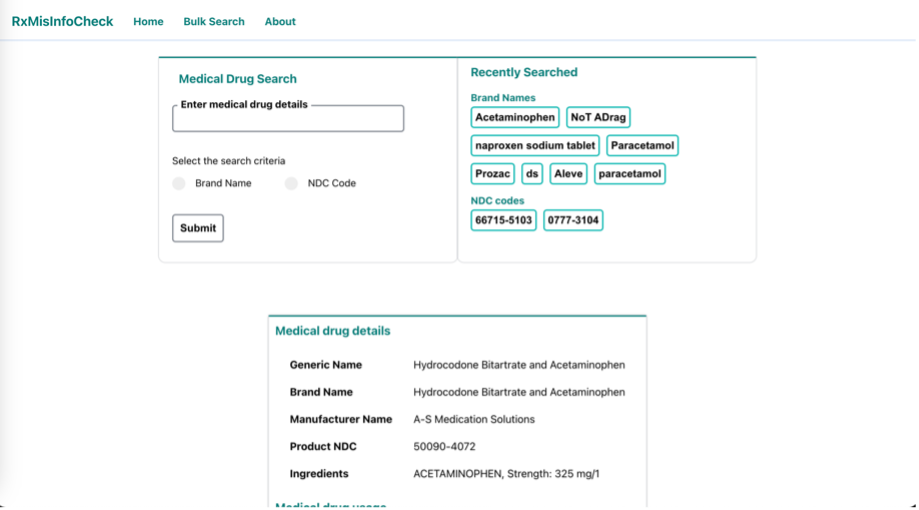 RxMisInfoCheck Home Bulk Search About
Medical Drug Search
Enter medical drug details
Select the search criteria
Brand Name NDC Code
Submit
Recently Searched
Brand Names
Acetaminophen NoT ADrag
naproxen sodium tablet Paracetamol
Prozac ds Aleve paracetamol
NDC codes
66715-5103 0777-3104
Medical drug details
Generic Name Hydrocodone Bitartrate and Acetaminophen
Brand Name Hydrocodone Bitartrate and Acetaminophen
Manufacturer Name A-S Medication Solutions
Product NDC 50090-4072
Ingredients ACETAMINOPHEN, Strength: 325 mg/1
Medical drug usage